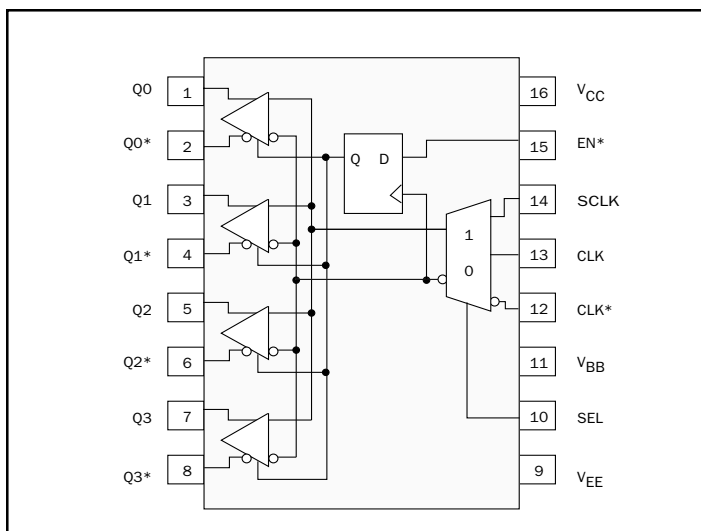 Q0 1 16 VCC
Q0* 2 Q D 15 EN*
Q1 3 14 SCLK
1
Q1* 4 13 CLK
0
Q2 5 12 CLK*
Q2* 6 11 VBB
Q3 7 10 SEL
Q3* 8 9 VEE